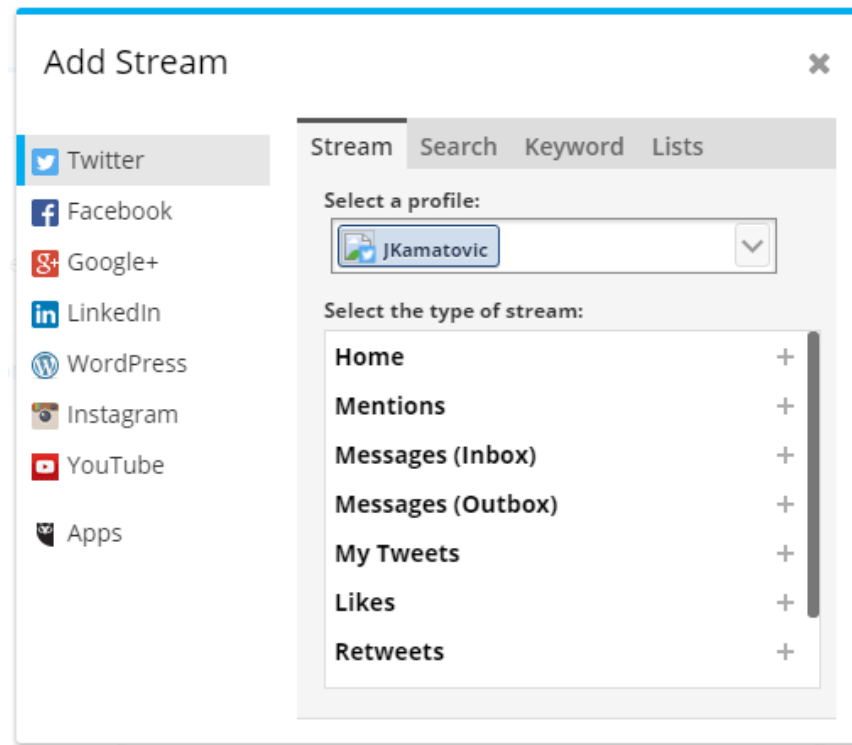 Add Stream
Twitter
Facebook
Google+
LinkedIn
WordPress
Instagram
YouTube
Apps
Stream Search Keyword Lists
Select a profile:
JKamatovic
Select the type of stream:
Home
Mentions
Messages (Inbox)
Messages (Outbox)
My Tweets
Likes
Retweets